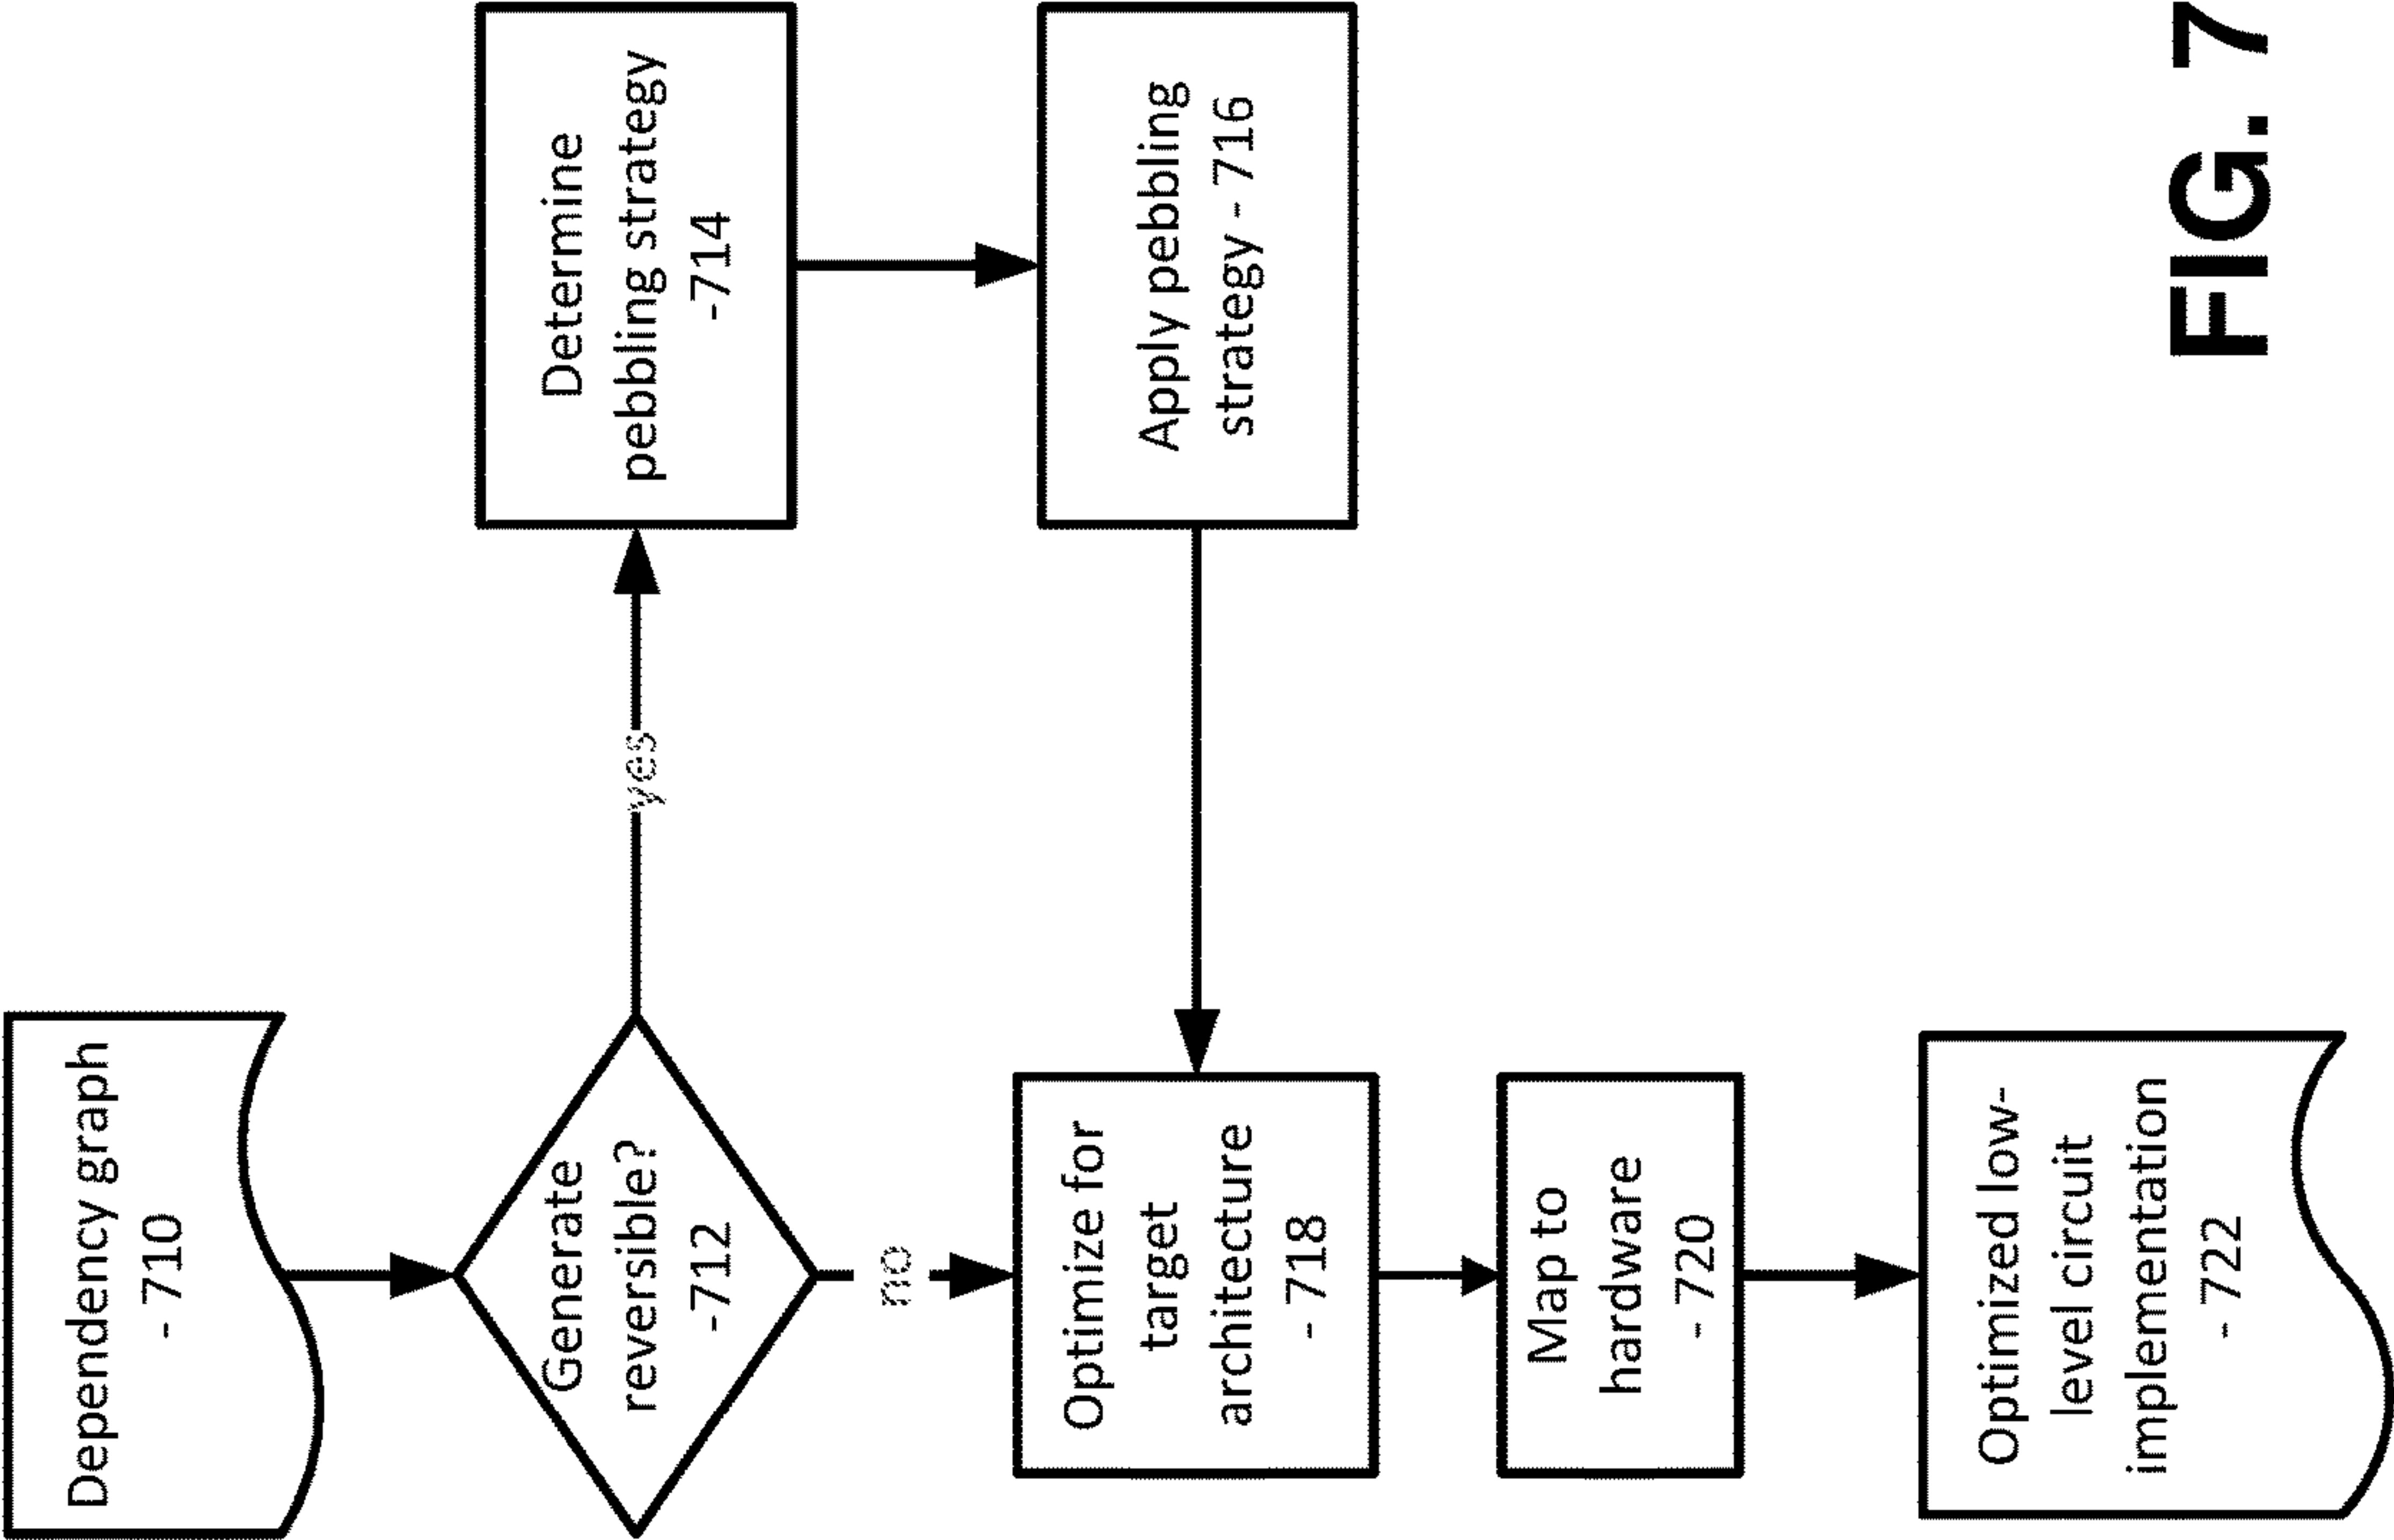 Dependency graph
- 710
Generate
reversible?
- 712
yes
Determine
pebbling strategy
-714
Apply pebbling
strategy - 716
no
Optimize for
target
architecture
- 718
Map to
hardware
- 720
Optimized low-
level circuit
implementation
- 722
FIG. 7